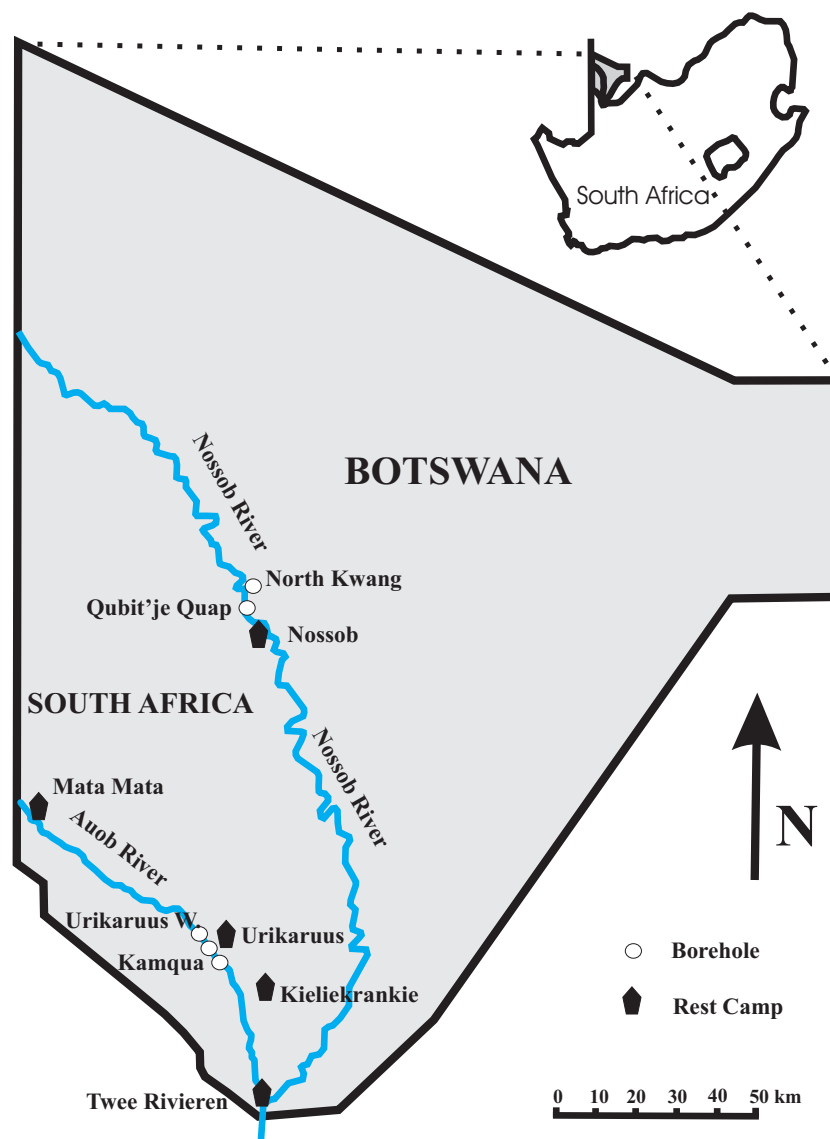 South Africa
Nossob River
BOTSWANA
North Kwang
Qubit'je Quap
Nossob
SOUTH AFRICA
Nossob River
Mata Mata
Auob River
Urikaruus W.
Urikaruus
Kamqua
Kieliekrankie
Twee Rivieren
N
Borehole
Rest Camp
0 10 20 30 40 50 km